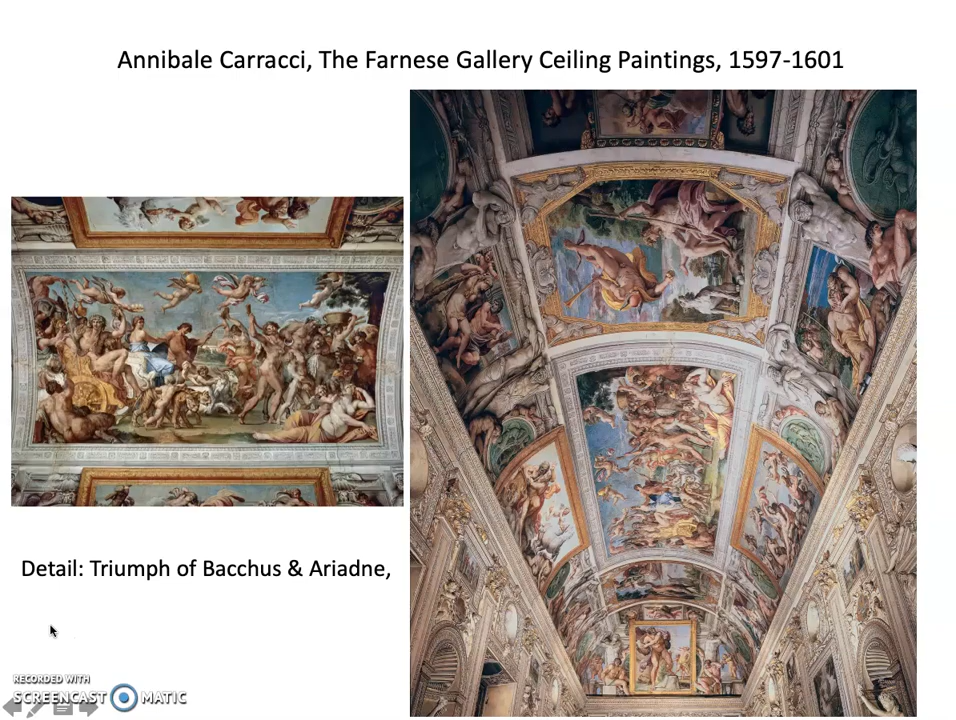 Annibale Carracci, The Farnese Gallery Ceiling Paintings, 1597-1601
Detail: Triumph of Bacchus & Ariadne,
RECORDED WITH
SCREENCAST MATIC